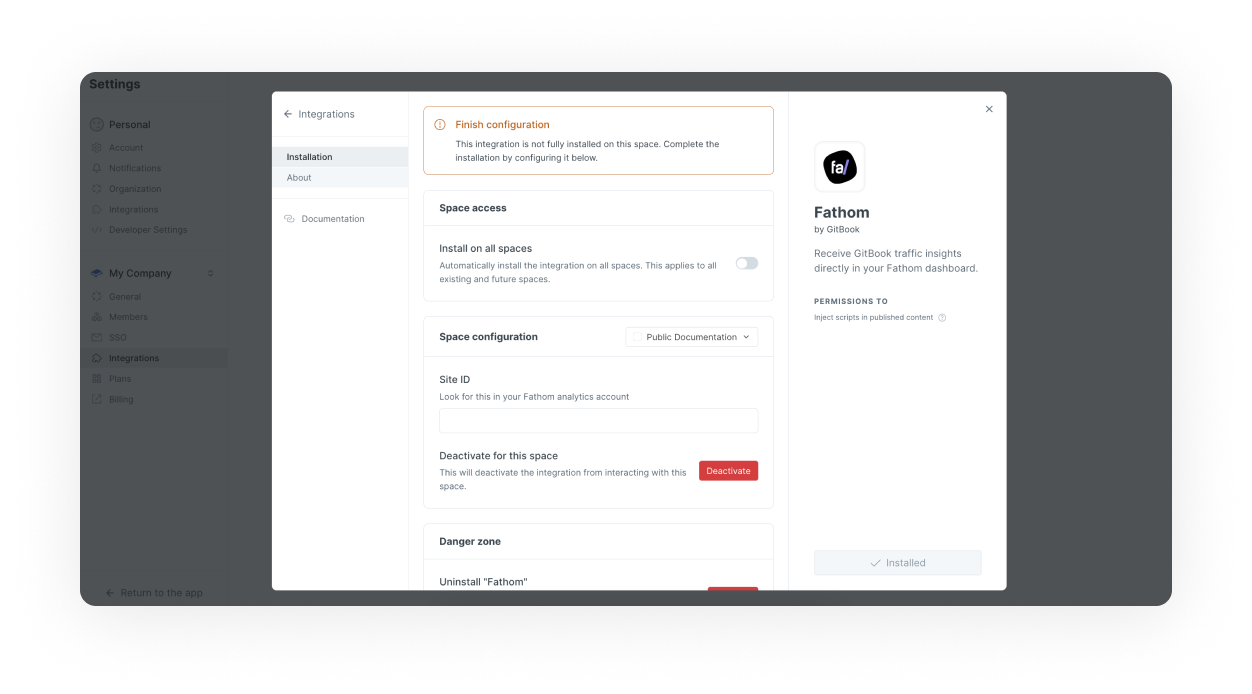 Settings
Personal
Account
Notifications
Organization
Integrations
Developer Settings
My Company
General
Members
SSO
Integrations
Plans
Billing
Return to the app
Integrations
Installation
About
Documentation
Finish configuration
This integration is not fully installed on this space. Complete the
installation by configuring it below.
Space access
Install on all spaces
Automatically install the integration on all spaces. This applies to all
existing and future spaces.
Space configuration
Public Documentation
Site ID
Look for this in your Fathom analytics account
Deactivate for this space
This will deactivate the integration from interacting with this
space.
Deactivate
Danger zone
Uninstall "Fathom"
fa/
Fathom
by GitBook
Receive GitBook traffic insights
directly in your Fathom dashboard.
PERMISSIONS TO
Inject scripts in published content
Installed